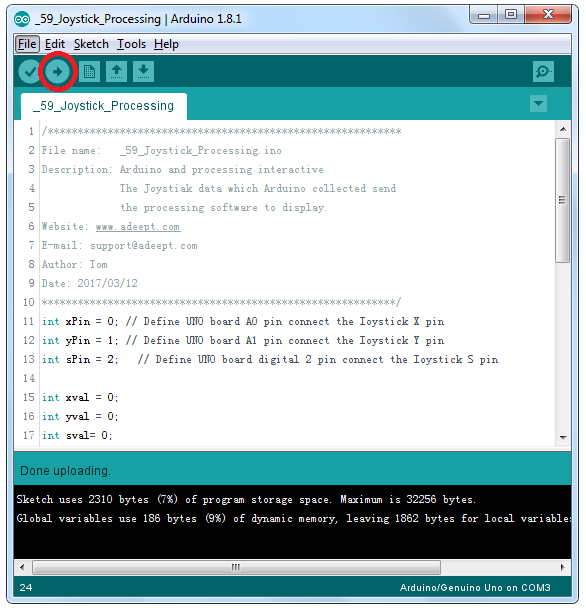 _59_Joystick_Processing | Arduino 1.8.1
File Edit Sketch Tools Help
_59_Joystick_Processing
1 /************************************************************
2 File name: _59_Joystick_Processing.ino
3 Description: Arduino and processing interactive
4 The Joystiak data which Arduino collected send
5 the processing software to display.
6 Website: www.adeept.com
7 E-mail: support@adeept.com
8 Author: Tom
9 Date: 2017/03/12
10 ************************************************************/
11 int xPin = 0; // Define UNO board A0 pin connect the Ioystick X pin
12 int yPin = 1; // Define UNO board A1 pin connect the Ioystick Y pin
13 int sPin = 2; // Define UNO board digital 2 pin connect the Ioystick S pin
14
15 int xval = 0;
16 int yval = 0;
17 int sval= 0;
Done uploading.
Sketch uses 2310 bytes (7%) of program storage space. Maximum is 32256 bytes.
Global variables use 186 bytes (9%) of dynamic memory, leaving 1862 bytes for local variable
24 Arduino/Genuino Uno on COM3